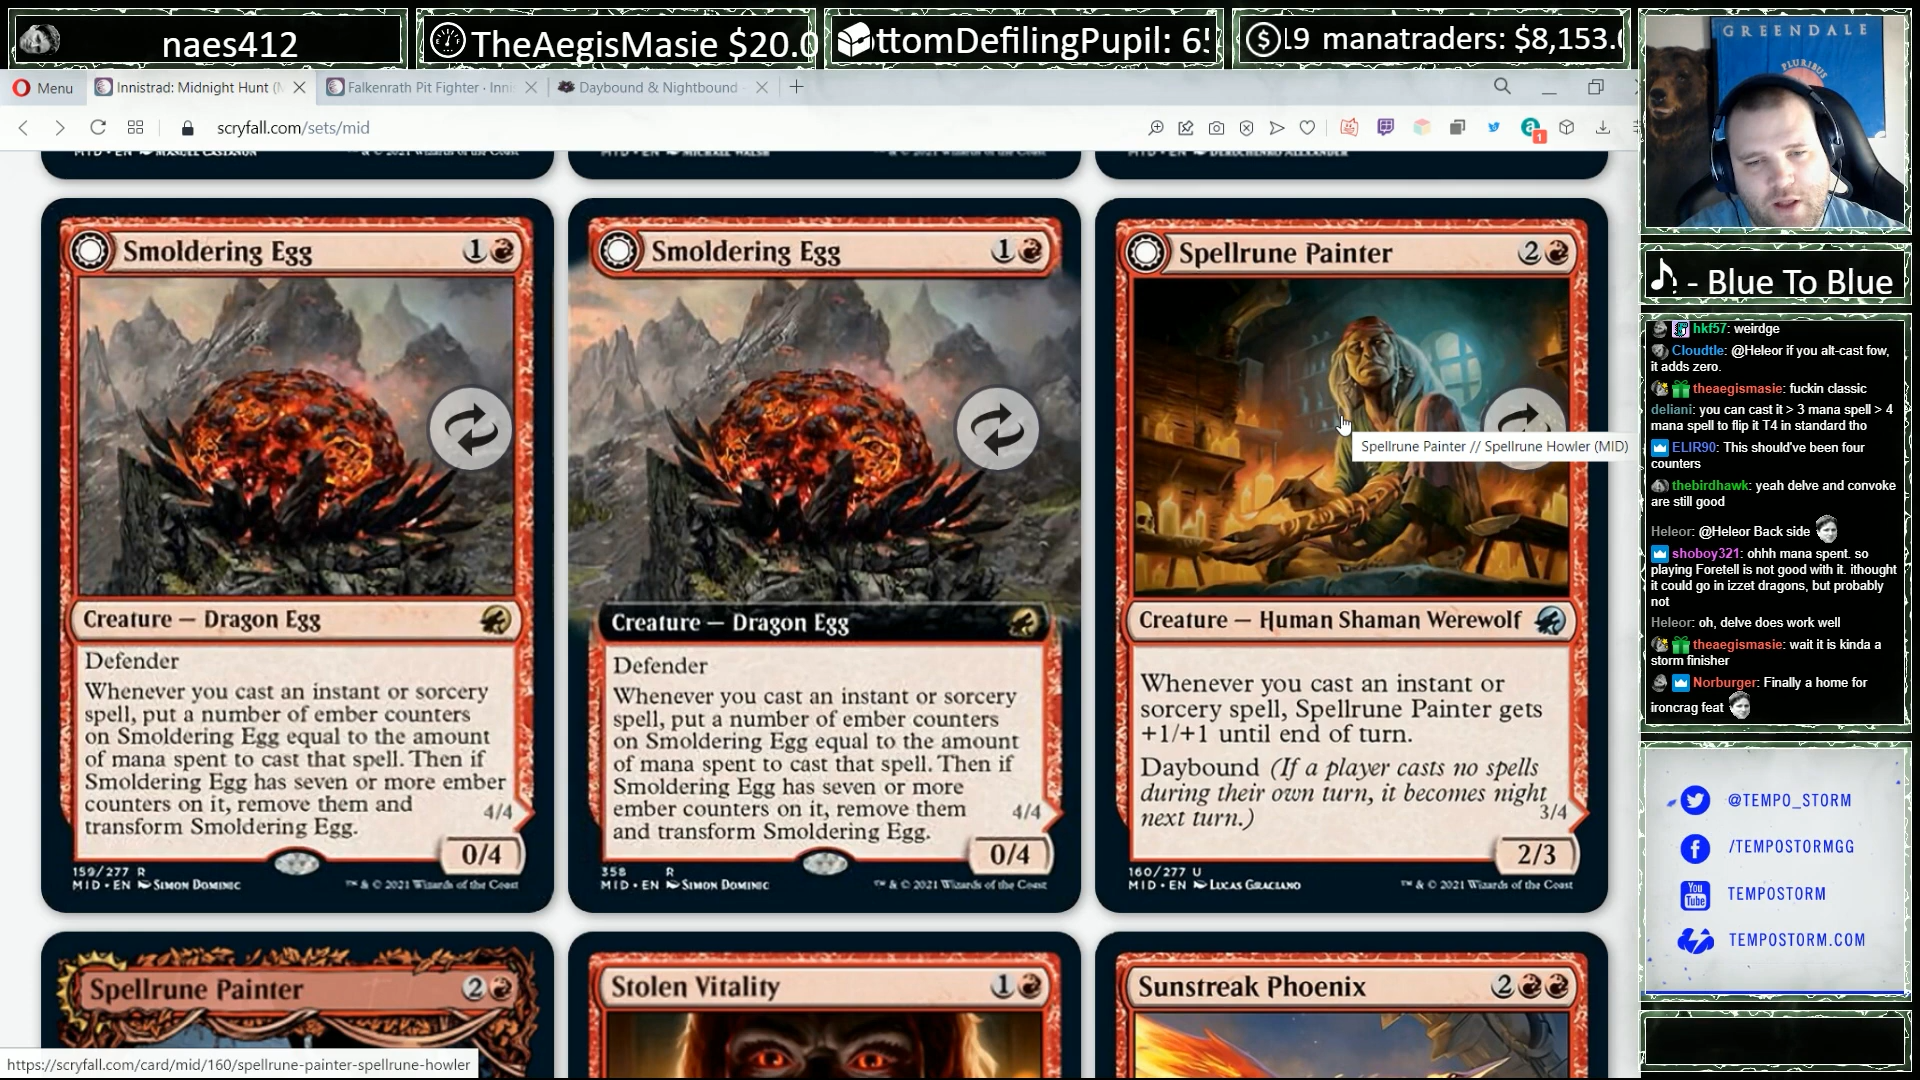 naes412
TheAegisMasie $20.0
ttomDefilingPupil: 6
19 manatraders: $8,153.
GREENDALE
PLURIBUS
Menu
Innistrad: Midnight Hunt (
Falkenrath Pit Fighter · Inni
Daybound & Nightbound
scryfall.com/sets/mid
1
Smoldering Egg
1
Creature — Dragon Egg
Defender
Whenever you cast an instant or sorcery
spell, put a number of ember counters
on Smoldering Egg equal to the amount
of mana spent to cast that spell. Then if
Smoldering Egg has seven or more ember
counters on it, remove them and
transform Smoldering Egg.
4/4
0/4
159/277 R
MID • EN SIMON DOMINIC
™ & © 2021 Wizards of the Coast
Smoldering Egg
1
Creature — Dragon Egg
Defender
Whenever you cast an instant or sorcery
spell, put a number of ember counters
on Smoldering Egg equal to the amount
of mana spent to cast that spell. Then if
Smoldering Egg has seven or more
ember counters on it, remove them
and transform Smoldering Egg.
4/4
0/4
358 R
MID • EN SIMON DOMINIC
™ & © 2021 Wizards of the Coast
Spellrune Painter
2
Spellrune Painter // Spellrune Howler (MID)
Creature — Human Shaman Werewolf
Whenever you cast an instant or
sorcery spell, Spellrune Painter gets
+1/+1 until end of turn.
Daybound (If a player casts no spells
during their own turn, it becomes night
next turn.)
3/4
2/3
160/277 U
MID • EN LUCAS GRACIANO
™ & © 2021 Wizards of the Coast
Spellrune Painter
2
Stolen Vitality
1
Sunstreak Phoenix
2
https://scryfall.com/card/mid/160/spellrune-painter-spellrune-howler
- Blue To Blue
hkf57: weirdge
Cloudtle: @Heleor if you alt-cast fow,
it adds zero.
theaegismasie: fuckin classic
deliani: you can cast it > 3 mana spell > 4
mana spell to flip it T4 in standard tho
ELIR90: This should've been four
counters
thebirdhawk: yeah delve and convoke
are still good
Heleor: @Heleor Back side
shoboy321: ohhh mana spent. so
playing Foretell is not good with it. ithought
it could go in izzet dragons, but probably
not
Heleor: oh, delve does work well
theaegismasie: wait it is kinda a
storm finisher
Norburger: Finally a home for
ironcrag feat
@TEMPO_STORM
/TEMPOSTORMGG
You
Tube
TEMPOSTORM
TEMPOSTORM.COM